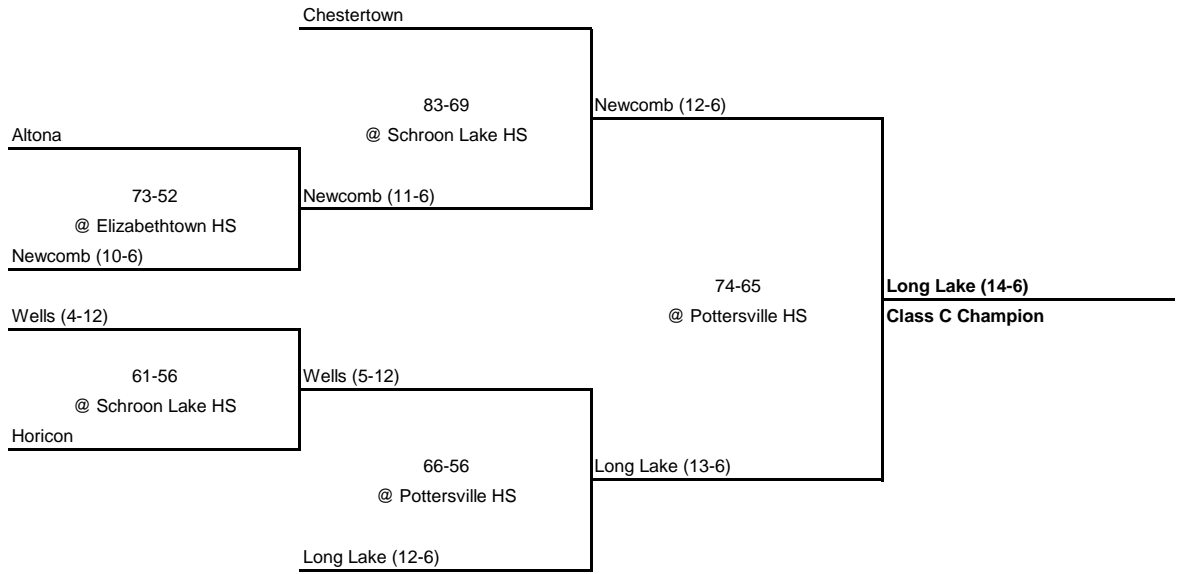 Chestertown
83-69
@ Schroon Lake HS
Newcomb (12-6)
Altona
73-52
@ Elizabethtown HS
Newcomb (11-6)
Newcomb (10-6)
74-65
@ Pottersville HS
Long Lake (14-6)
Class C Champion
Wells (4-12)
61-56
@ Schroon Lake HS
Wells (5-12)
Horicon
66-56
@ Pottersville HS
Long Lake (13-6)
Long Lake (12-6)